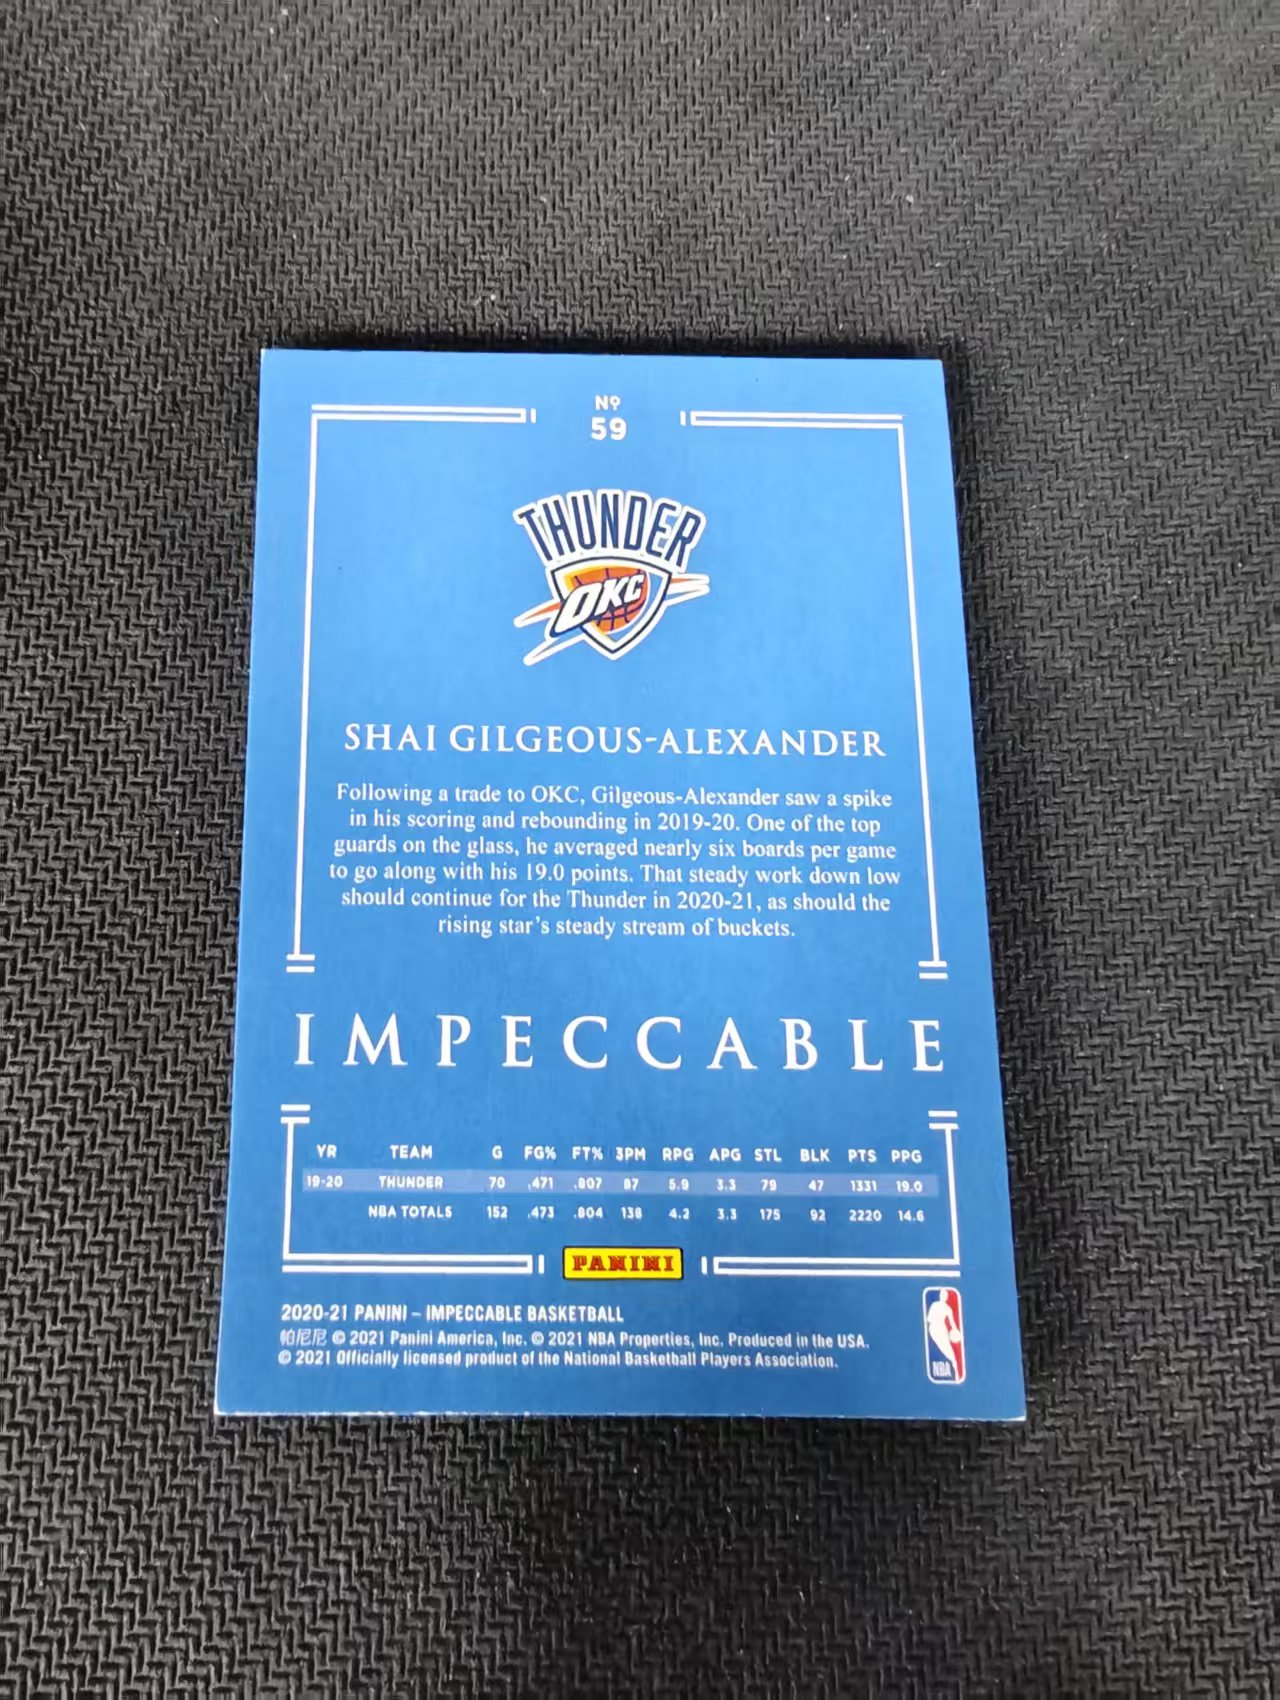 Nº
59
THUNDER
OKC
SHAI GILGEOUS-ALEXANDER
Following a trade to OKC, Gilgeous-Alexander saw a spike
in his scoring and rebounding in 2019-20. One of the top
guards on the glass, he averaged nearly six boards per game
to go along with his 19.0 points. That steady work down low
should continue for the Thunder in 2020-21, as should the
rising star's steady stream of buckets.
IMPECCABLE
YR TEAM G FG% FT% 3PM RPG APG STL BLK PTS PPG
19-20 THUNDER 70 .471 .807 87 5.9 3.3 79 47 1331 19.0
NBA TOTALS 152 .473 .804 138 4.2 3.3 175 92 2220 14.6
PANINI
2020-21 PANINI – IMPECCABLE BASKETBALL
帕尼尼 © 2021 Panini America, Inc. © 2021 NBA Properties, Inc. Produced in the USA.
© 2021 Officially licensed product of the National Basketball Players Association.
NBA